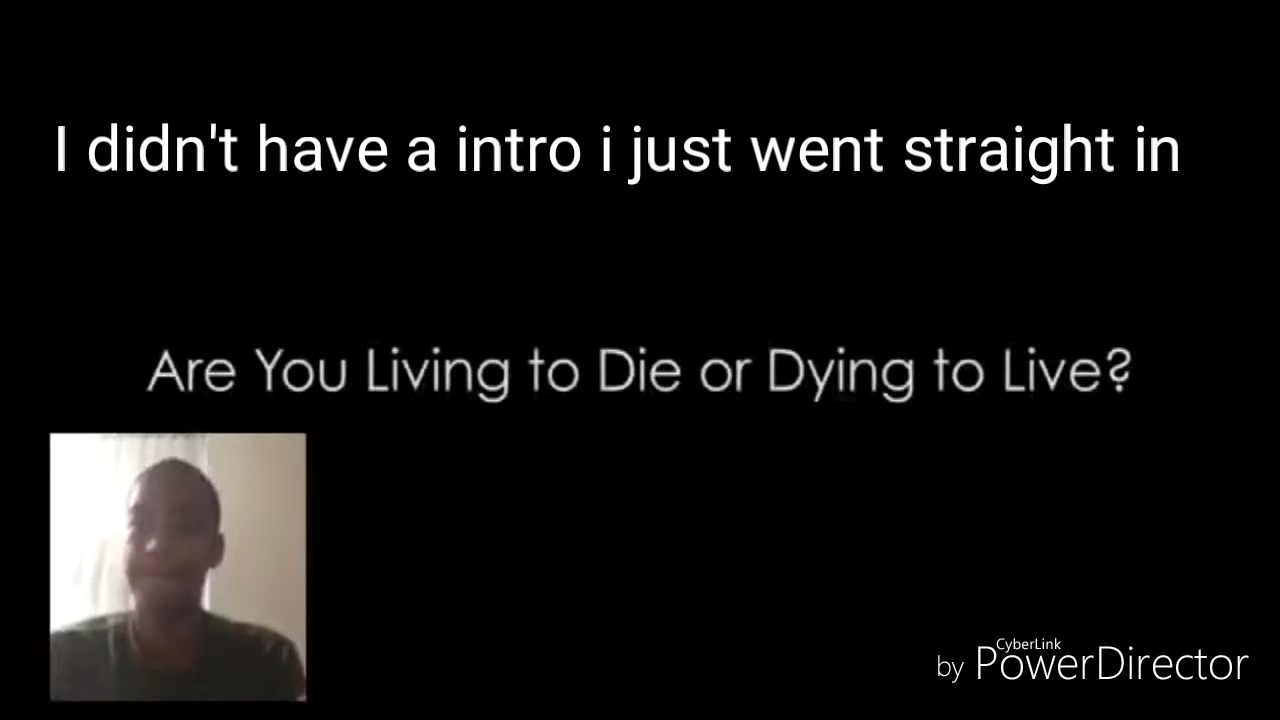 I didn't have a intro i just went straight in
Are You Living to Die or Dying to Live?
CyberLink
by PowerDirector